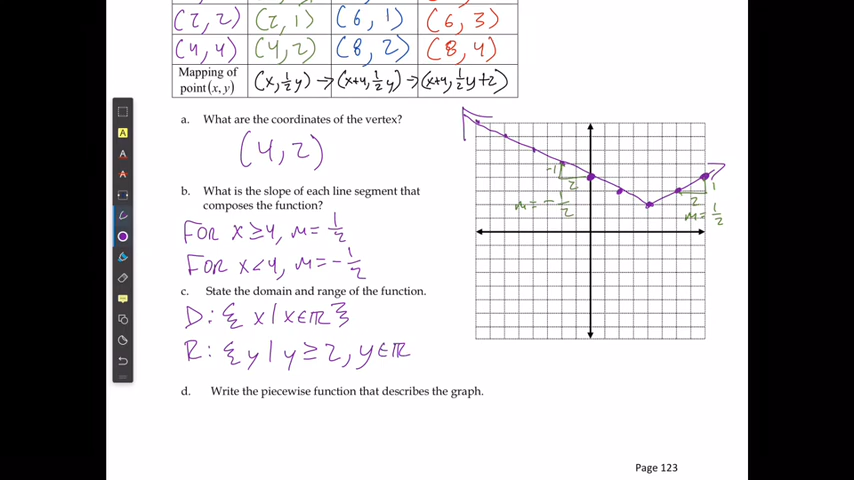 (2, 2) (2, 1) (6, 1) (6, 3)
(4, 4) (4, 2) (8, 2) (8, 4)
Mapping of point (x, y) (x, ½y) → (x+4, ½y) → (x+4, ½y+2)
a. What are the coordinates of the vertex?
(4, 2)
b. What is the slope of each line segment that
composes the function?
FOR x ≥ 4, m = 1/2
FOR x < 4, m = -1/2
c. State the domain and range of the function.
D: { x | x ∈ ℝ }
R: { y | y ≥ 2, y ∈ ℝ
d. Write the piecewise function that describes the graph.
-1
2
m = -1/2
1
2
m = 1/2
A
A
Page 123